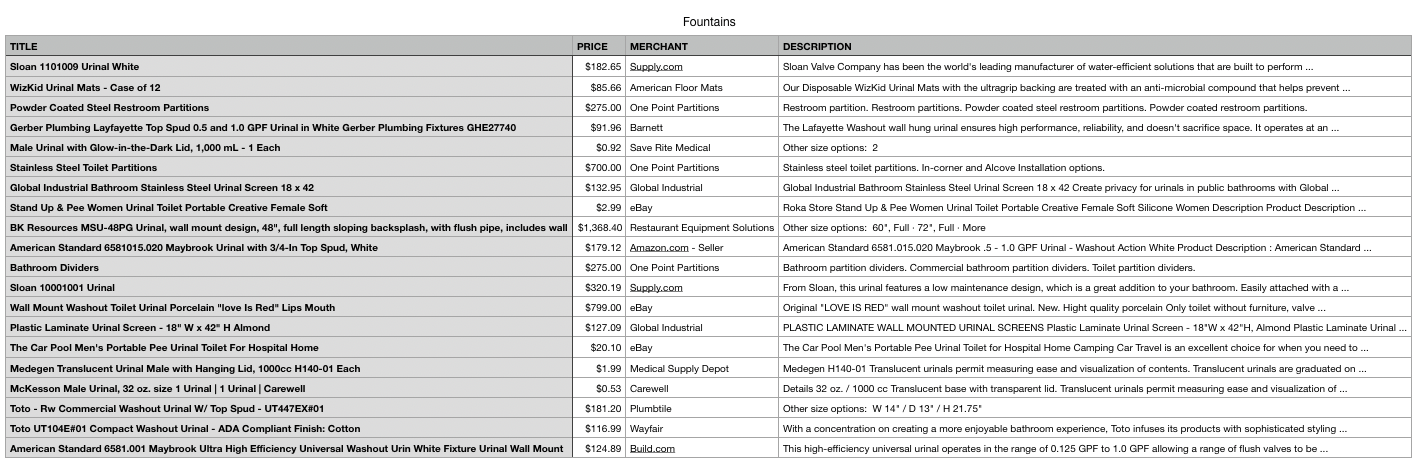 Fountains
TITLE PRICE MERCHANT DESCRIPTION
Sloan 1101009 Urinal White $182.65 Supply.com Sloan Valve Company has been the world's leading manufacturer of water-efficient solutions that are built to perform ...
WizKid Urinal Mats - Case of 12 $85.66 American Floor Mats Our Disposable WizKid Urinal Mats with the ultragrip backing are treated with an anti-microbial compound that helps prevent ...
Powder Coated Steel Restroom Partitions $275.00 One Point Partitions Restroom partition. Restroom partitions. Powder coated steel restroom partitions. Powder coated restroom partitions.
Gerber Plumbing Layfayette Top Spud 0.5 and 1.0 GPF Urinal in White Gerber Plumbing Fixtures GHE27740 $91.96 Barnett The Lafayette Washout wall hung urinal ensures high performance, reliability, and doesn't sacrifice space. It operates at an ...
Male Urinal with Glow-in-the-Dark Lid, 1,000 mL - 1 Each $0.92 Save Rite Medical Other size options: 2
Stainless Steel Toilet Partitions $700.00 One Point Partitions Stainless steel toilet partitions. In-corner and Alcove Installation options.
Global Industrial Bathroom Stainless Steel Urinal Screen 18 x 42 $132.95 Global Industrial Global Industrial Bathroom Stainless Steel Urinal Screen 18 x 42 Create privacy for urinals in public bathrooms with Global ...
Stand Up & Pee Women Urinal Toilet Portable Creative Female Soft $2.99 eBay Roka Store Stand Up & Pee Women Urinal Toilet Portable Creative Female Soft Silicone Women Description Product Description ...
BK Resources MSU-48PG Urinal, wall mount design, 48", full length sloping backsplash, with flush pipe, includes wall $1,368.40 Restaurant Equipment Solutions Other size options: 60", Full · 72", Full · More
American Standard 6581015.020 Maybrook Urinal with 3/4-In Top Spud, White $179.12 Amazon.com - Seller American Standard 6581.015.020 Maybrook .5 - 1.0 GPF Urinal - Washout Action White Product Description : American Standard ...
Bathroom Dividers $275.00 One Point Partitions Bathroom partition dividers. Commercial bathroom partition dividers. Toilet partition dividers.
Sloan 10001001 Urinal $320.19 Supply.com From Sloan, this urinal features a low maintenance design, which is a great addition to your bathroom. Easily attached with a ...
Wall Mount Washout Toilet Urinal Porcelain "love Is Red" Lips Mouth $799.00 eBay Original "LOVE IS RED" wall mount washout toilet urinal. New. Hight quality porcelain Only toilet without furniture, valve ...
Plastic Laminate Urinal Screen - 18" W x 42" H Almond $127.09 Global Industrial PLASTIC LAMINATE WALL MOUNTED URINAL SCREENS Plastic Laminate Urinal Screen - 18"W x 42"H, Almond Plastic Laminate Urinal ...
The Car Pool Men's Portable Pee Urinal Toilet For Hospital Home $20.10 eBay The Car Pool Men's Portable Pee Urinal Toilet for Hospital Home Camping Car Travel is an excellent choice for when you need to ...
Medegen Translucent Urinal Male with Hanging Lid, 1000cc H140-01 Each $1.99 Medical Supply Depot Medegen H140-01 Translucent urinals permit measuring ease and visualization of contents. Translucent urinals are graduated on ...
McKesson Male Urinal, 32 oz. size 1 Urinal | 1 Urinal | Carewell $0.53 Carewell Details 32 oz. / 1000 cc Translucent base with transparent lid. Translucent urinals permit measuring ease and visualization of ...
Toto - Rw Commercial Washout Urinal W/ Top Spud - UT447EX#01 $181.20 Plumbtile Other size options: W 14" / D 13" / H 21.75"
Toto UT104E#01 Compact Washout Urinal - ADA Compliant Finish: Cotton $116.99 Wayfair With a concentration on creating a more enjoyable bathroom experience, Toto infuses its products with sophisticated styling ...
American Standard 6581.001 Maybrook Ultra High Efficiency Universal Washout Urin White Fixture Urinal Wall Mount $124.89 Build.com This high-efficiency universal urinal operates in the range of 0.125 GPF to 1.0 GPF allowing a range of flush valves to be ...